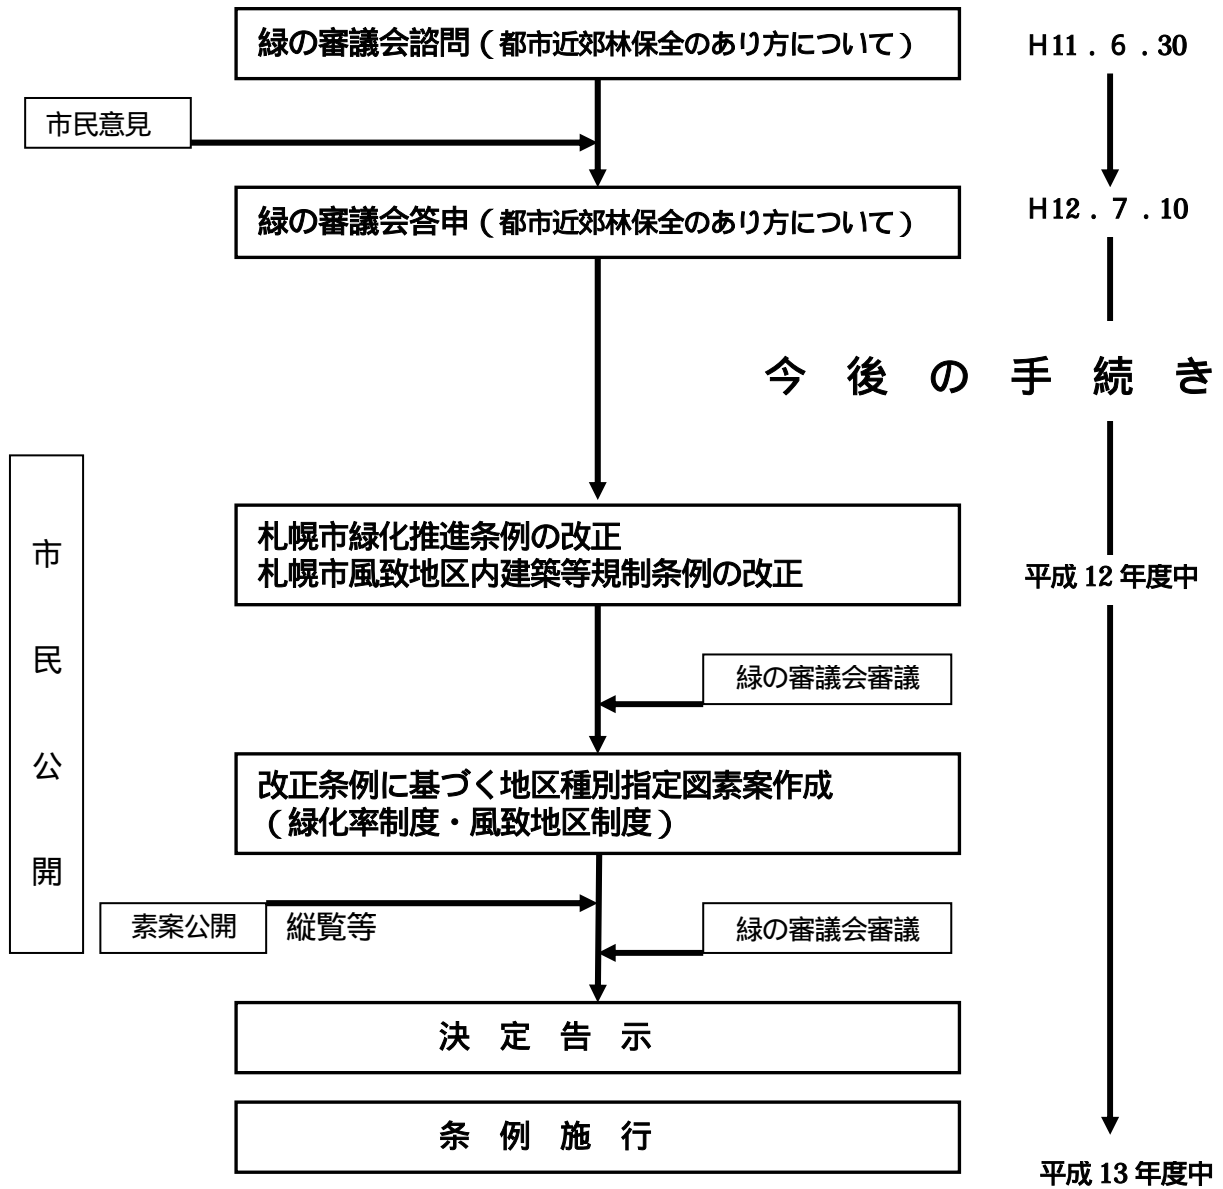 緑の審議会諮問（都市近郊林保全のあり方について）
H11．6．30
市民意見
緑の審議会答申（都市近郊林保全のあり方について）
H12．7．10
今後の手続き
市民公開
札幌市緑化推進条例の改正
札幌市風致地区内建築等規制条例の改正
平成12年度中
緑の審議会審議
改正条例に基づく地区種別指定図素案作成
（緑化率制度・風致地区制度）
素案公開
縦覧等
緑の審議会審議
決定告示
条例施行
平成13年度中